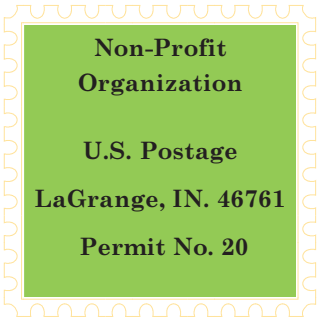 Non-Profit
Organization
U.S. Postage
LaGrange, IN. 46761
Permit No. 20